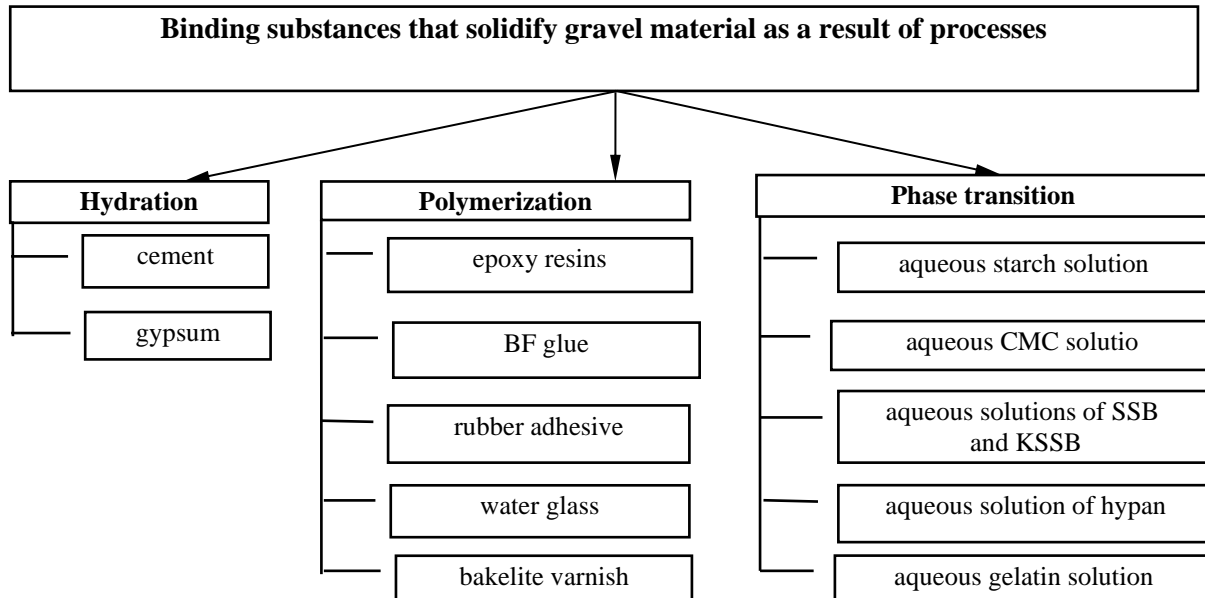 Binding substances that solidify gravel material as a result of processes
Hydration
cement
gypsum
Polymerization
epoxy resins
BF glue
rubber adhesive
water glass
bakelite varnish
Phase transition
aqueous starch solution
aqueous CMC solutio
aqueous solutions of SSB
and KSSB
aqueous solution of hypan
aqueous gelatin solution